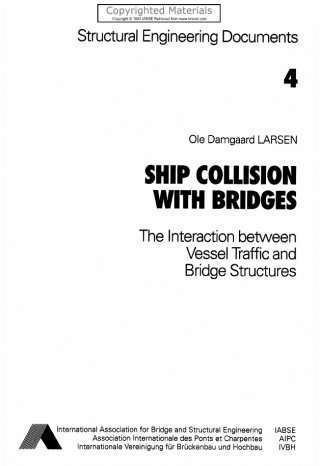 Copyrighted Materials
Copyright © 1993 IABSE Retrieved from www.knovel.com
Structural Engineering Documents
4
Ole Damgaard LARSEN
SHIP COLLISION
WITH BRIDGES
The Interaction between
Vessel Traffic and
Bridge Structures
International Association for Bridge and Structural Engineering IABSE
Association Internationale des Ponts et Charpentes AIPC
Internationale Vereinigung für Brückenbau und Hochbau IVBH